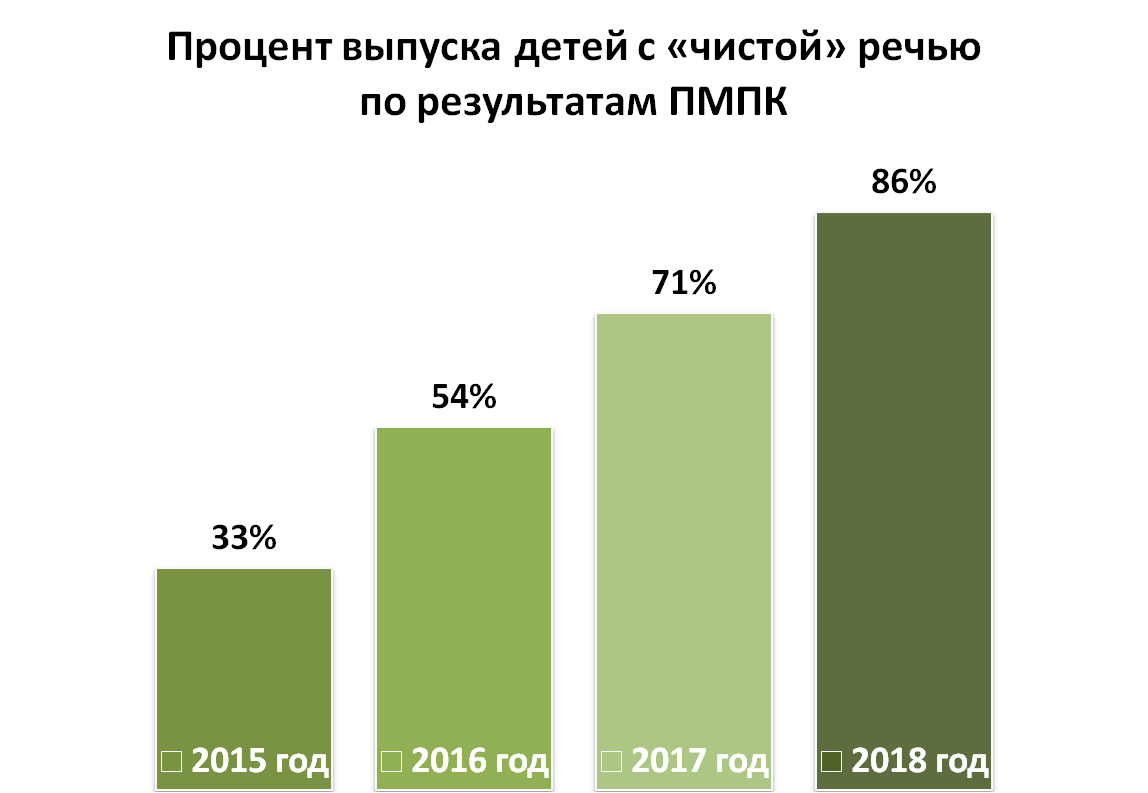 Процент выпуска детей с «чистой» речью
по результатам ПМПК
86%
71%
54%
33%
2015 год
2016 год
2017 год
2018 год